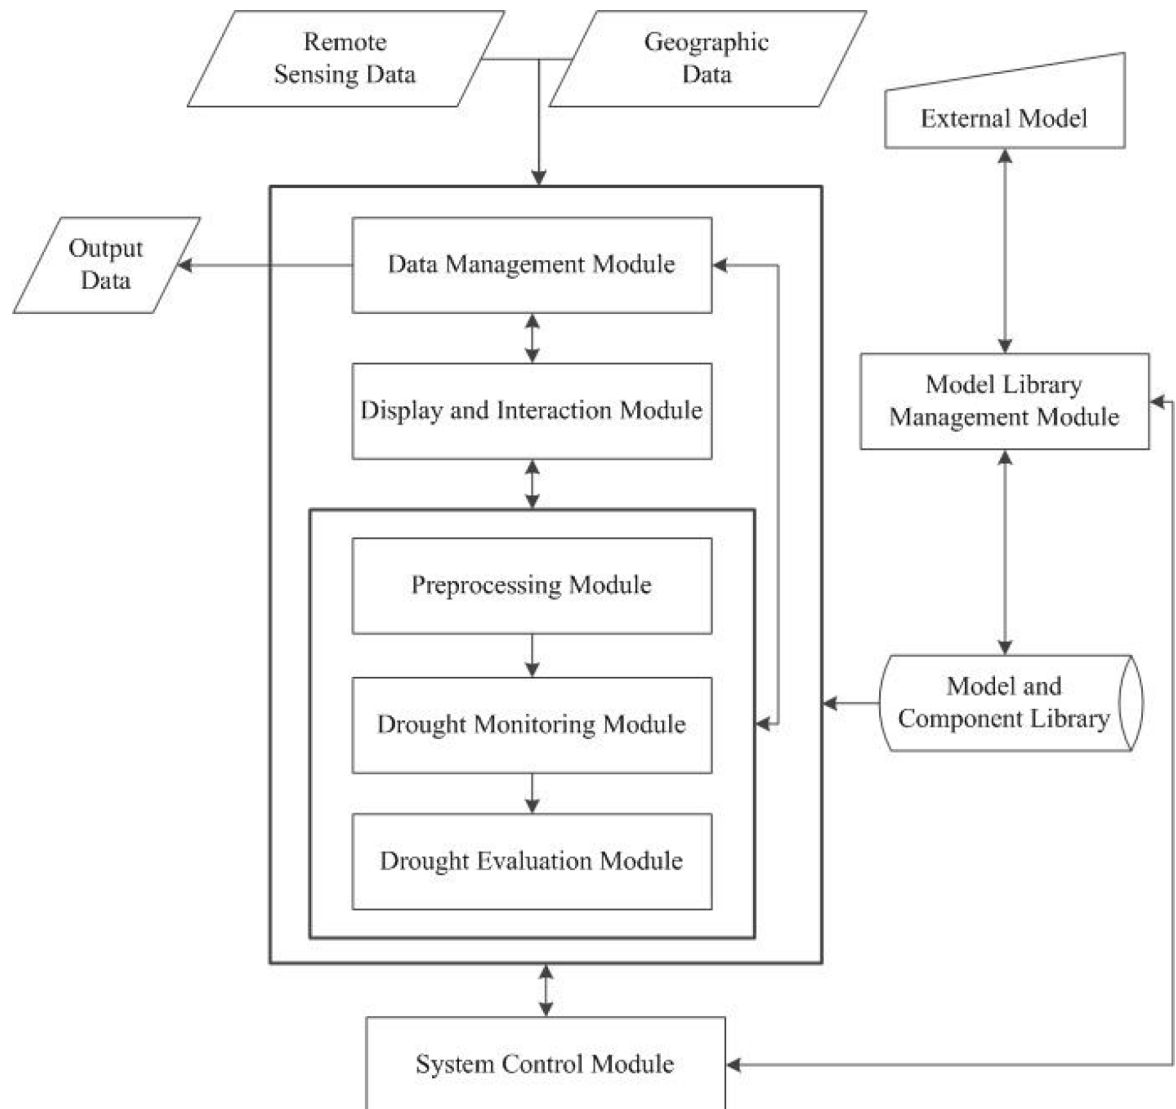 Remote
Sensing Data
Geographic
Data
External Model
Output
Data
Data Management Module
Display and Interaction Module
Model Library
Management Module
Preprocessing Module
Drought Monitoring Module
Model and
Component Library
Drought Evaluation Module
System Control Module